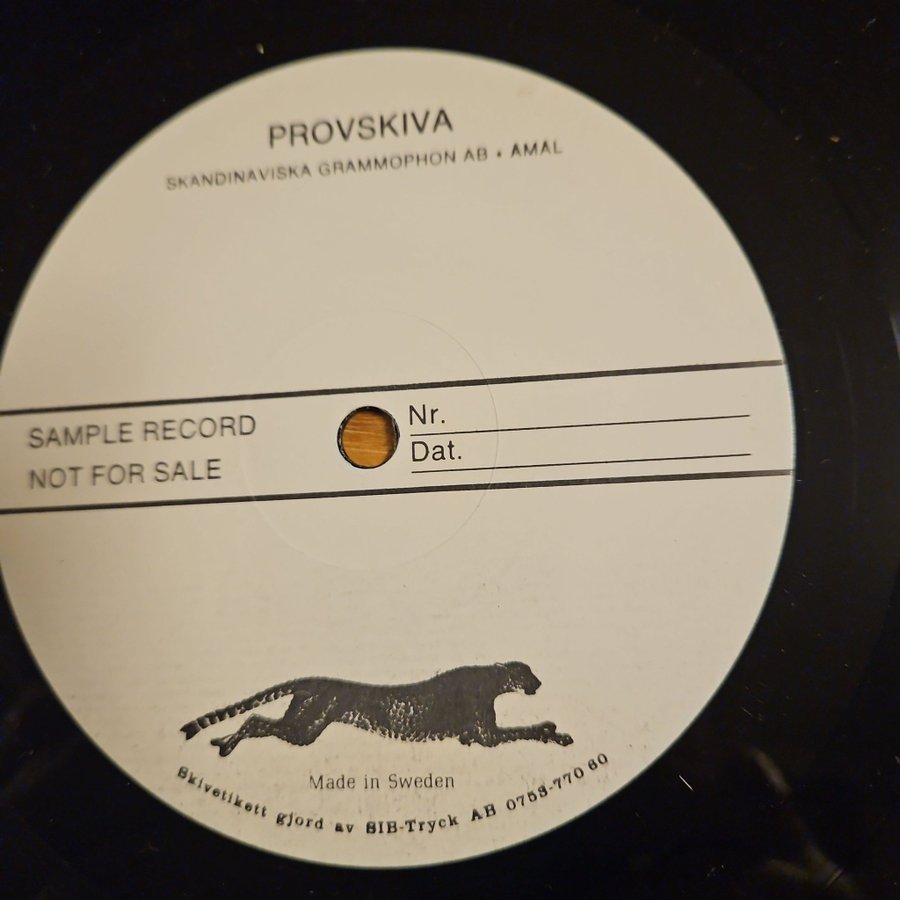 PROVSKIVA
SKANDINAVISKA GRAMMOPHON AB • AMÅL
SAMPLE RECORD
NOT FOR SALE
Nr.
Dat.
Made in Sweden
Skivetikett gjord av SIB-Tryck AB 0753-770 60